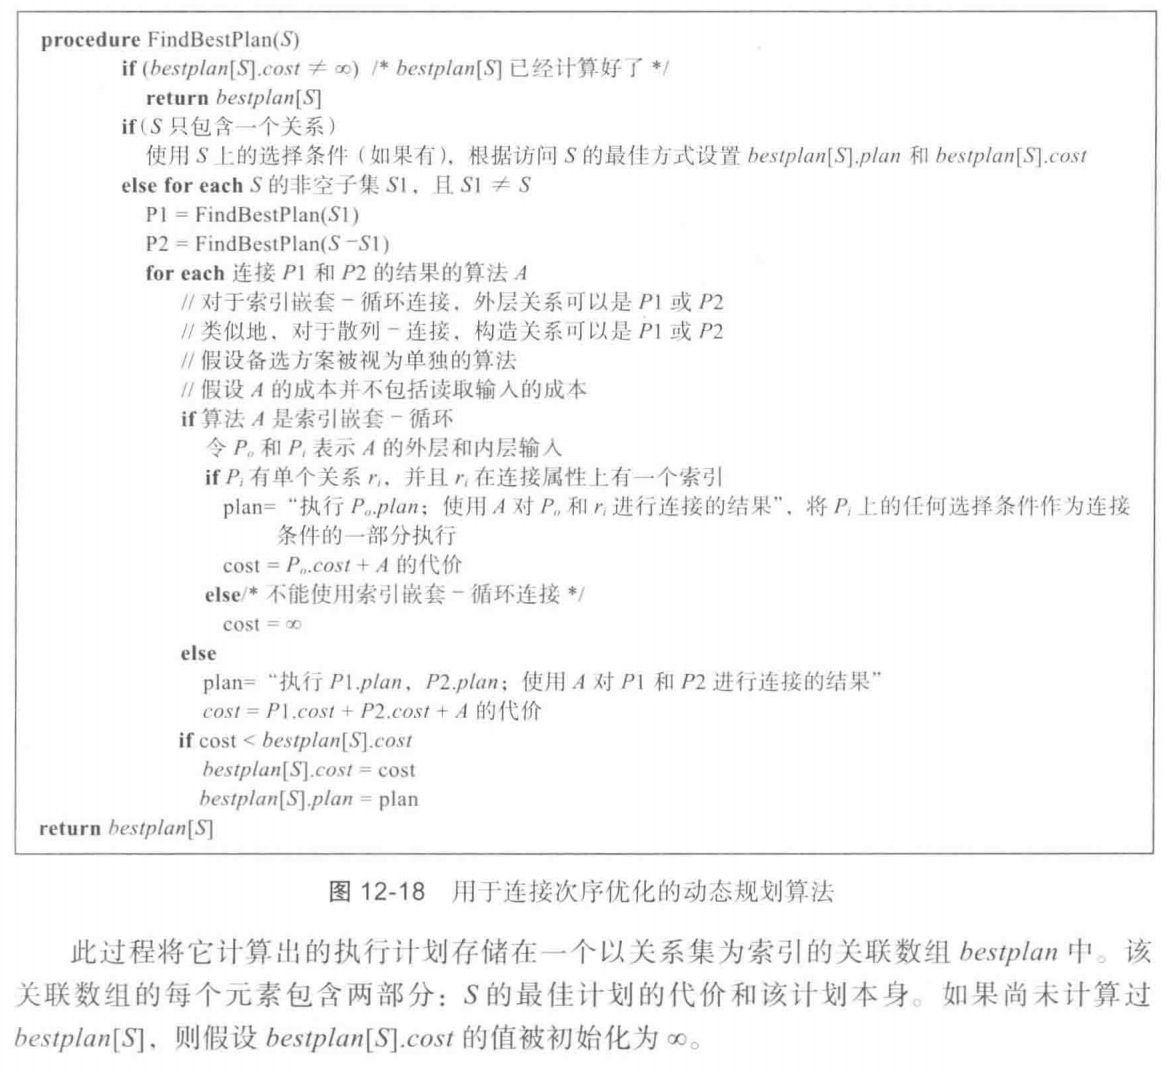 procedure FindBestPlan(S)
if (bestplan[S].cost ≠ ∞) /* bestplan[S] 已经计算好了 */
return bestplan[S]
if(S 只包含一个关系)
使用 S 上的选择条件（如果有），根据访问 S 的最佳方式设置 bestplan[S].plan 和 bestplan[S].cost
else for each S 的非空子集 S1，且 S1 ≠ S
P1 = FindBestPlan(S1)
P2 = FindBestPlan(S-S1)
for each 连接 P1 和 P2 的结果的算法 A
// 对于索引嵌套-循环连接，外层关系可以是 P1 或 P2
// 类似地，对于散列-连接，构造关系可以是 P1 或 P2
// 假设备选方案被视为单独的算法
// 假设 A 的成本并不包括读取输入的成本
if 算法 A 是索引嵌套-循环
令 Pₒ 和 Pᵢ 表示 A 的外层和内层输入
if Pᵢ 有单个关系 rᵢ，并且 rᵢ 在连接属性上有一个索引
plan= “执行 Pₒ.plan；使用 A 对 Pₒ 和 rᵢ 进行连接的结果”，将 Pᵢ 上的任何选择条件作为连接
条件的一部分执行
cost = Pₒ.cost + A 的代价
else/* 不能使用索引嵌套-循环连接 */
cost = ∞
else
plan= “执行 P1.plan，P2.plan；使用 A 对 P1 和 P2 进行连接的结果”
cost = P1.cost + P2.cost + A 的代价
if cost < bestplan[S].cost
bestplan[S].cost = cost
bestplan[S].plan = plan
return bestplan[S]
图 12-18 用于连接次序优化的动态规划算法
此过程将它计算出的执行计划存储在一个以关系集为索引的关联数组 bestplan 中。该
关联数组的每个元素包含两部分：S 的最佳计划的代价和该计划本身。如果尚未计算过
bestplan[S]，则假设 bestplan[S].cost 的值被初始化为 ∞。